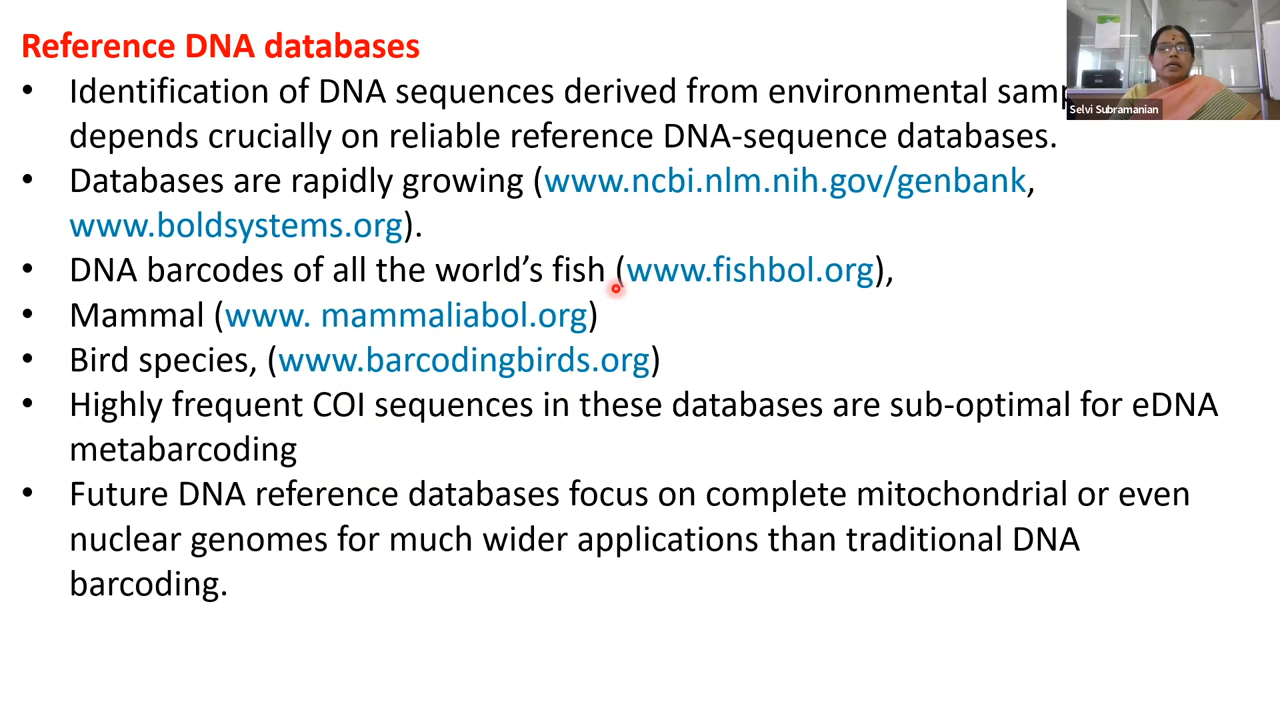 Reference DNA databases
• Identification of DNA sequences derived from environmental
depends crucially on reliable reference DNA-sequence databases.
• Databases are rapidly growing (www.ncbi.nlm.nih.gov/genbank,
www.boldsystems.org).
• DNA barcodes of all the world’s fish (www.fishbol.org),
• Mammal (www. mammaliabol.org)
• Bird species, (www.barcodingbirds.org)
• Highly frequent COI sequences in these databases are sub-optimal for eDNA
metabarcoding
• Future DNA reference databases focus on complete mitochondrial or even
nuclear genomes for much wider applications than traditional DNA
barcoding.
Selvi Subramanian